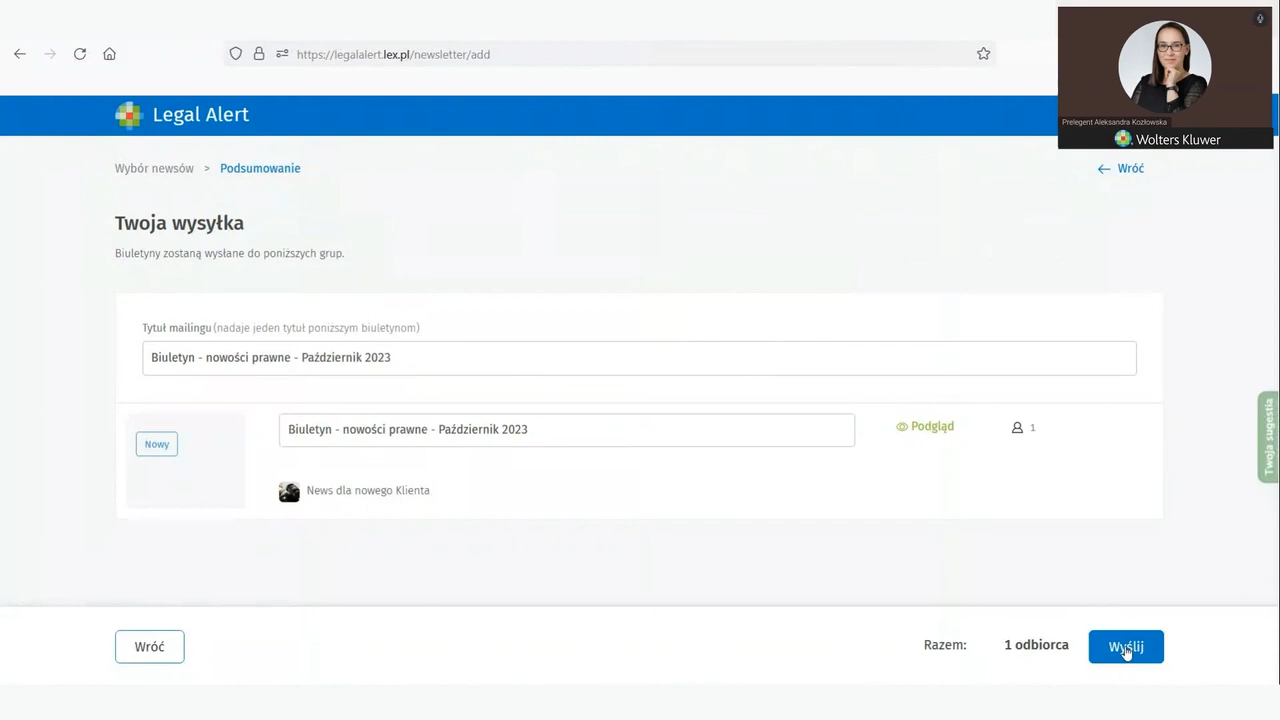 https://legalalert.lex.pl/newsletter/add
Prelegent Aleksandra Kozłowska
Wolters Kluwer
Legal Alert
Wybór newsów > Podsumowanie
Wróć
Twoja wysyłka
Biuletyny zostaną wysłane do poniższych grup.
Tytuł mailingu (nadaje jeden tytuł poniższym biuletynom)
Biuletyn - nowości prawne - Październik 2023
Nowy
Biuletyn - nowości prawne - Październik 2023
Podgląd
1
News dla nowego Klienta
Twoja sugestia
Wróć
Razem:
1 odbiorca
Wyślij